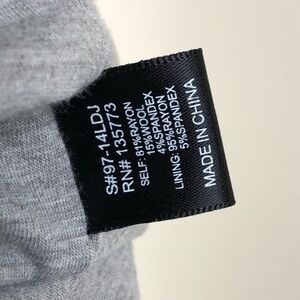 S#97-14LDJ
RN# 135773
SELF: 81%RAYON
15%WOOL
4%SPANDEX
LINING: 95%RAYON
5%SPANDEX
MADE IN CHINA